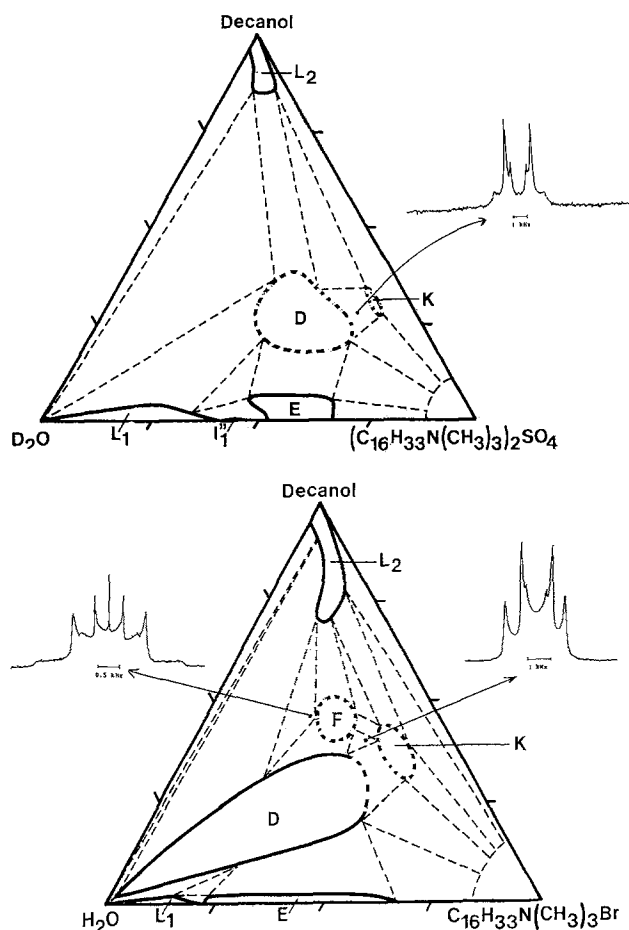 Decanol
L2
1 kHz
K
D
E
D2O
L1
I1"
(C16H33N(CH3)3)2SO4
Decanol
L2
0.5 kHz
1 kHz
F
K
D
H2O
L1
E
C16H33N(CH3)3Br